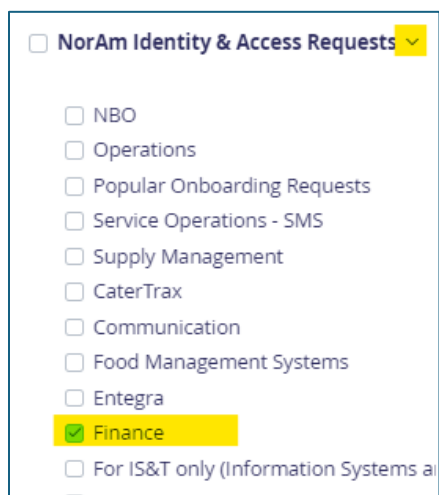 NorAm Identity & Access Requests
NBO
Operations
Popular Onboarding Requests
Service Operations - SMS
Supply Management
CaterTrax
Communication
Food Management Systems
Entegra
Finance
For IS&T only (Information Systems